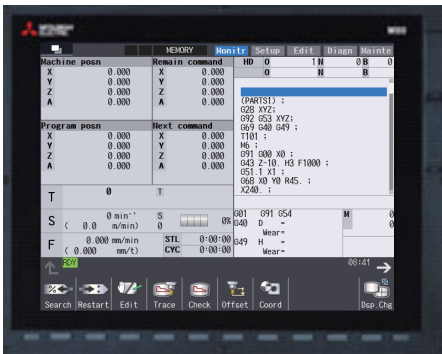 MITSUBISHI
ELECTRIC
MEMORY Monitr Setup Edit Diagn Mainte
Machine posn Remain command HD O 1 N 0 B 0
X 0.000 X 0.000 O N B
Y 0.000 Y 0.000
Z 0.000 Z 0.000
A 0.000 A 0.000
(PARTS1) ;
G28 XYZ;
G92 G53 XYZ;
G69 G40 G49 ;
T101 ;
M6 ;
G91 G00 X0 ;
G43 Z-10. H3 F1000 ;
G51.1 X1 ;
G68 X0 Y0 R45. ;
X240. ;
Program posn Next command
X 0.000 X 0.000
Y 0.000 Y 0.000
Z 0.000 Z 0.000
A 0.000 A 0.000
T 0 T
S 0 min-¹ S 0%
( 0.0 m/min) 0
F 0.000 mm/min STL 0:00:00
( 0.000 mm/t) CYC 0:00:00
G01 G91 G54 M 0
G40 D - 0
Wear=
G49 H -
Wear=
RDY 08:41
Search Restart Edit Trace Check Offset Coord Dsp.Chg